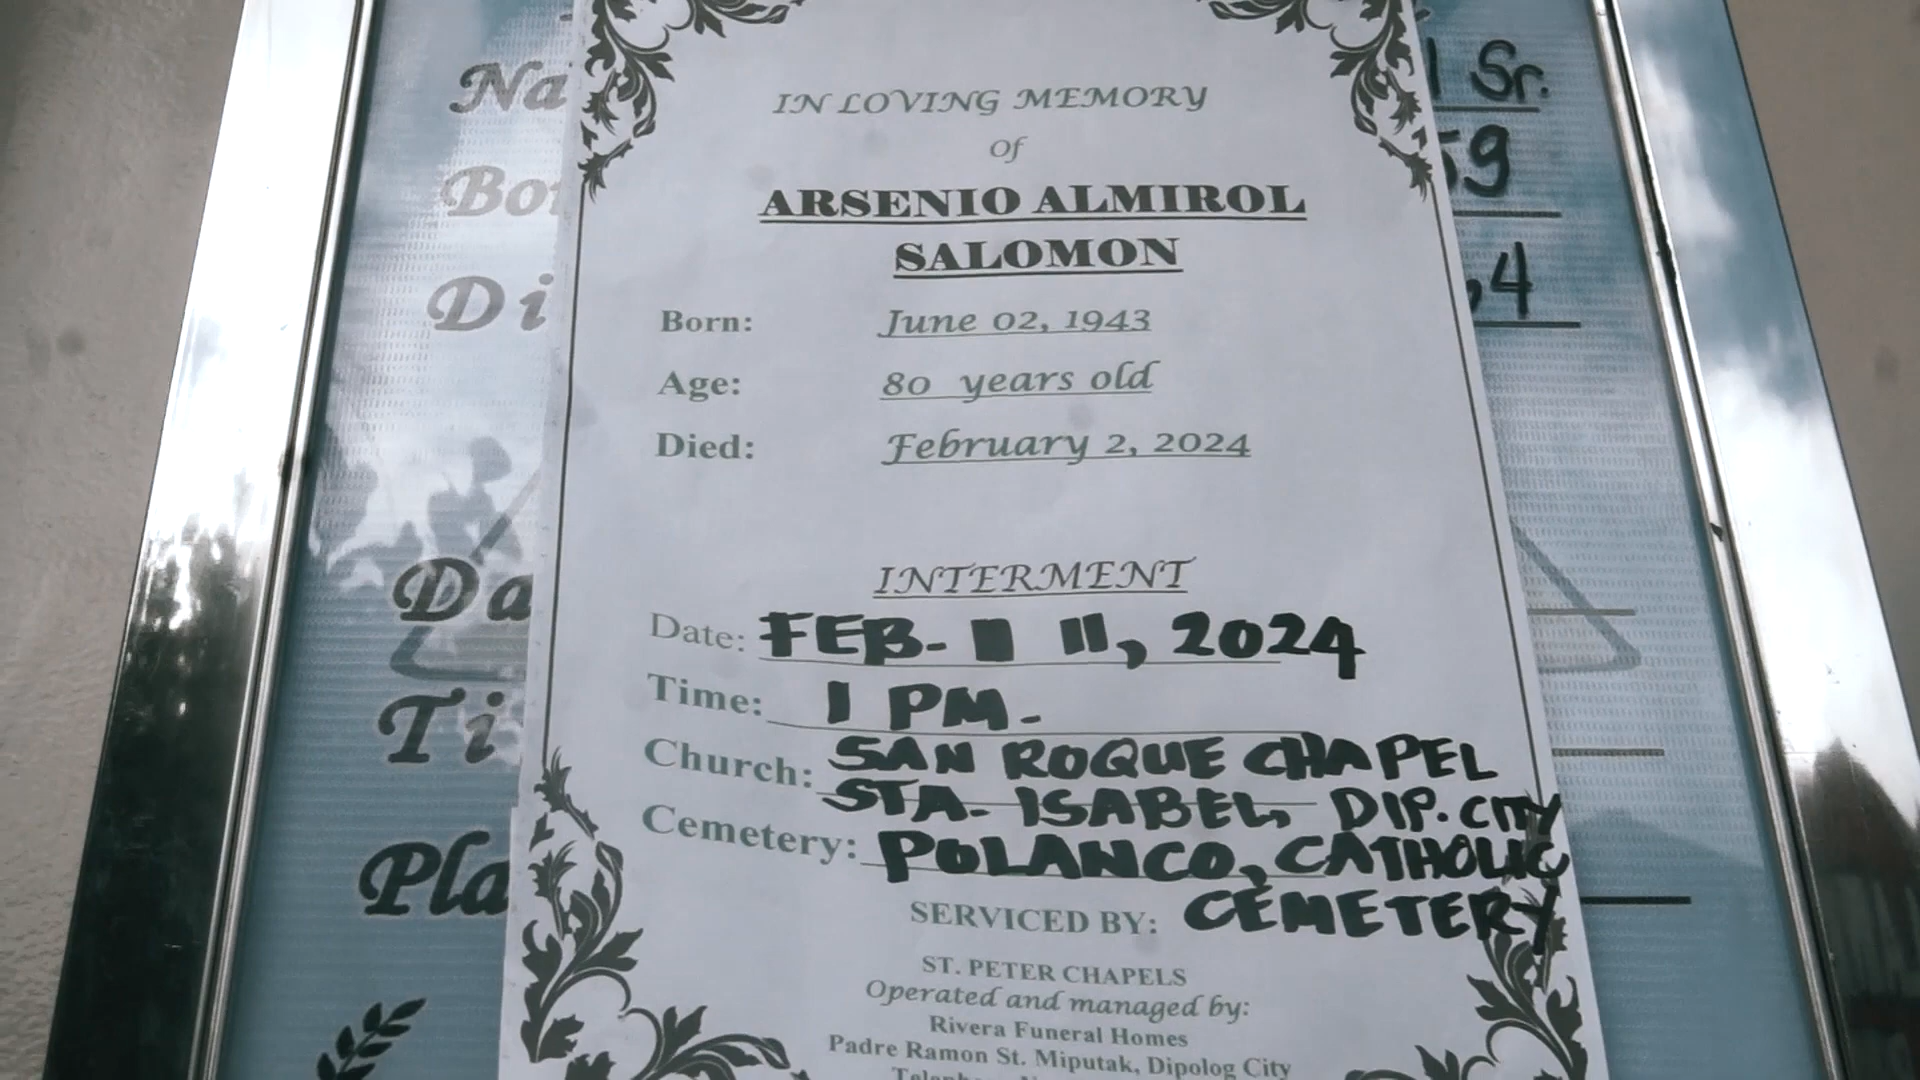 IN LOVING MEMORY
Of
ARSENIO ALMIROL
SALOMON
Born: June 02, 1943
Age: 80 years old
Died: February 2, 2024
INTERMENT
Date: FEB- 11, 2024
Time: 1 PM-
Church: SAN ROQUE CHAPEL
STA. ISABEL, DIP. CITY
Cemetery: POLANCO, CATHOLIC
CEMETERY
SERVICED BY:
ST. PETER CHAPELS
Operated and managed by:
Rivera Funeral Homes
Padre Ramon St. Miputak, Dipolog City
Sr.
59